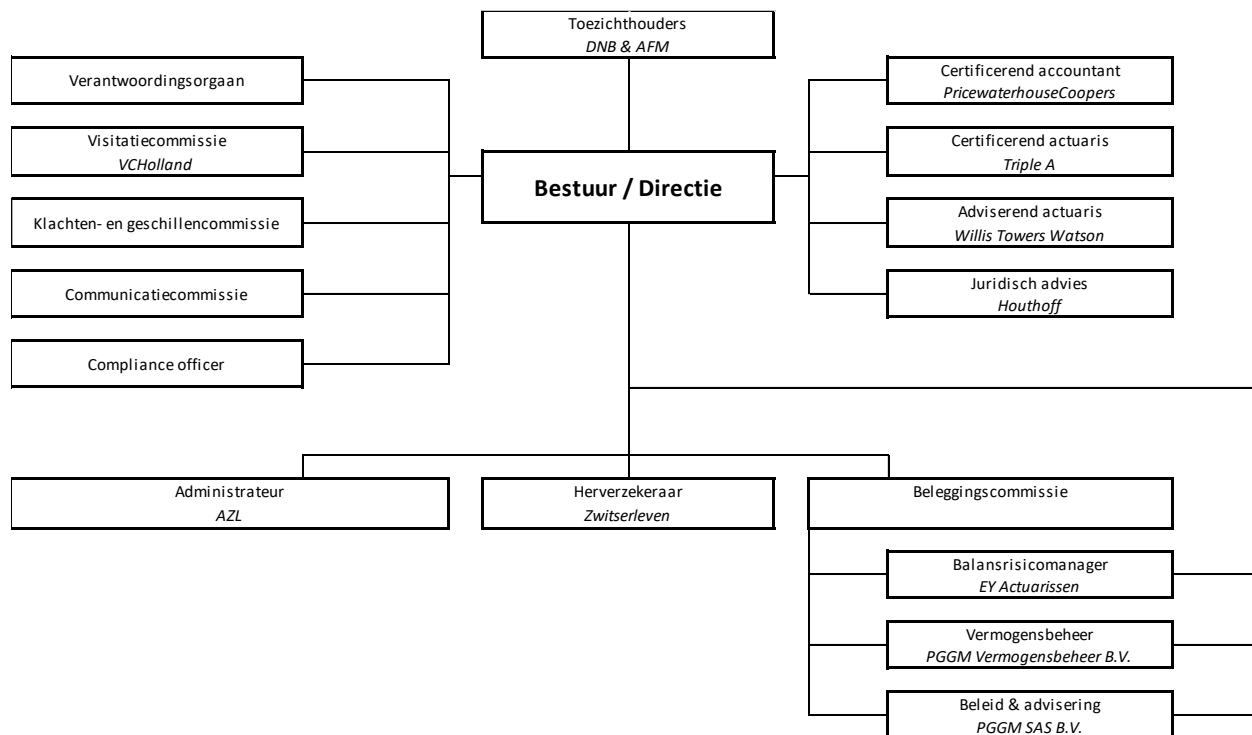 Toezichthouders
DNB & AFM
Verantwoordingsorgaan
Visitatiecommissie
VCHolland
Klachten- en geschillencommissie
Communicatiecommissie
Compliance officer
Bestuur / Directie
Certificerend accountant
PricewaterhouseCoopers
Certificerend actuaris
Triple A
Adviserend actuaris
Willis Towers Watson
Juridisch advies
Houthoff
Administrateur
AZL
Herverzekeraar
Zwitserleven
Beleggingscommissie
Balansrisicomanager
EY Actuarissen
Vermogensbeheer
PGGM Vermogensbeheer B.V.
Beleid & advisering
PGGM SAS B.V.